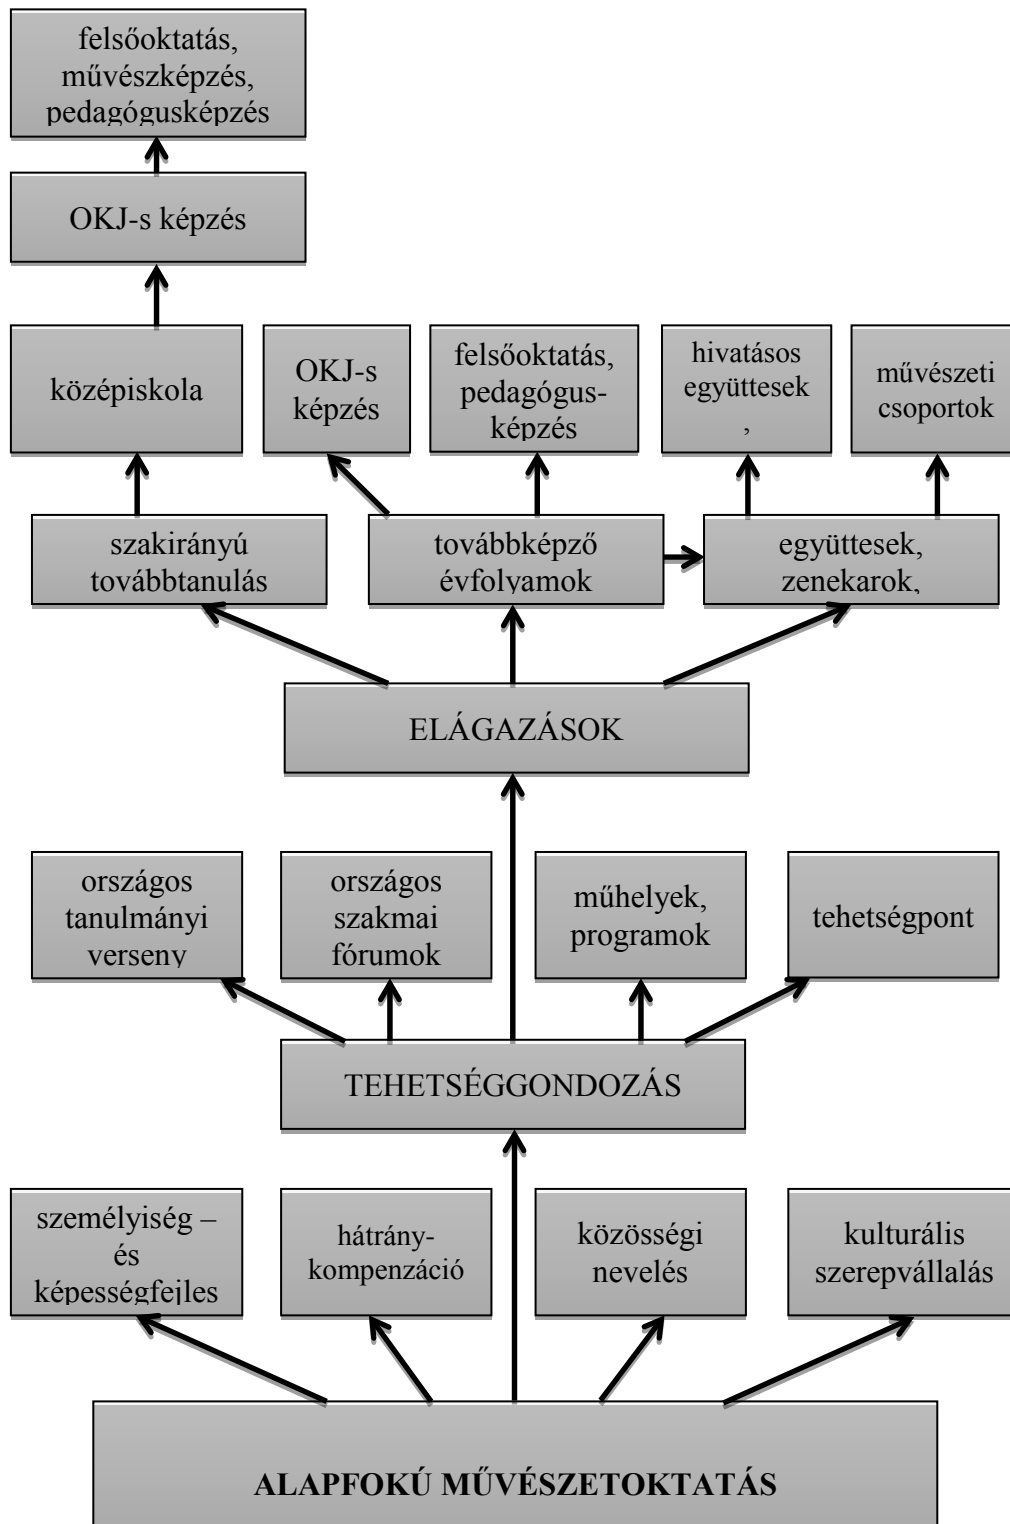 felsőoktatás,
művészképzés,
pedagógusképzés
OKJ-s képzés
középiskola
OKJ-s
képzés
felsőoktatás,
pedagógus-
képzés
hivatásos
együttesek
,
művészeti
csoportok
szakirányú
továbbtanulás
továbbképző
évfolyamok
együttesek,
zenekarok,
ELÁGAZÁSOK
országos
tanulmányi
verseny
országos
szakmai
fórumok
műhelyek,
programok
tehetségpont
TEHETSÉGGONDOZÁS
személyiség –
és
képességfejles
hátrány-
kompenzáció
közösségi
nevelés
kulturális
szerepvállalás
ALAPFOKÚ MŰVÉSZETOKTATÁS